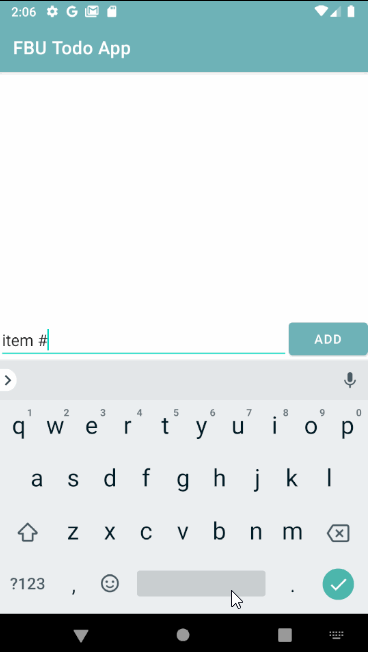 2:06
FBU Todo App
item #
ADD
1 2 3 4 5 6 7 8 9 0
q w e r t y u i o p
a s d f g h j k l
z x c v b n m
?123 , .